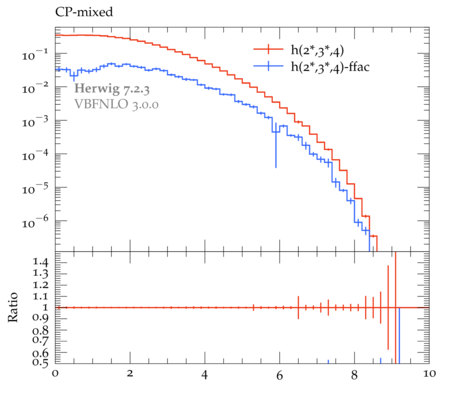 CP-mixed
h(2*,3*,4)
h(2*,3*,4)-ffac
Herwig 7.2.3
VBFNLO 3.0.0
10⁻¹
10⁻²
10⁻³
10⁻⁴
10⁻⁵
10⁻⁶
Ratio
1.4
1.3
1.2
1.1
1
0.9
0.8
0.7
0.6
0.5
0 2 4 6 8 10